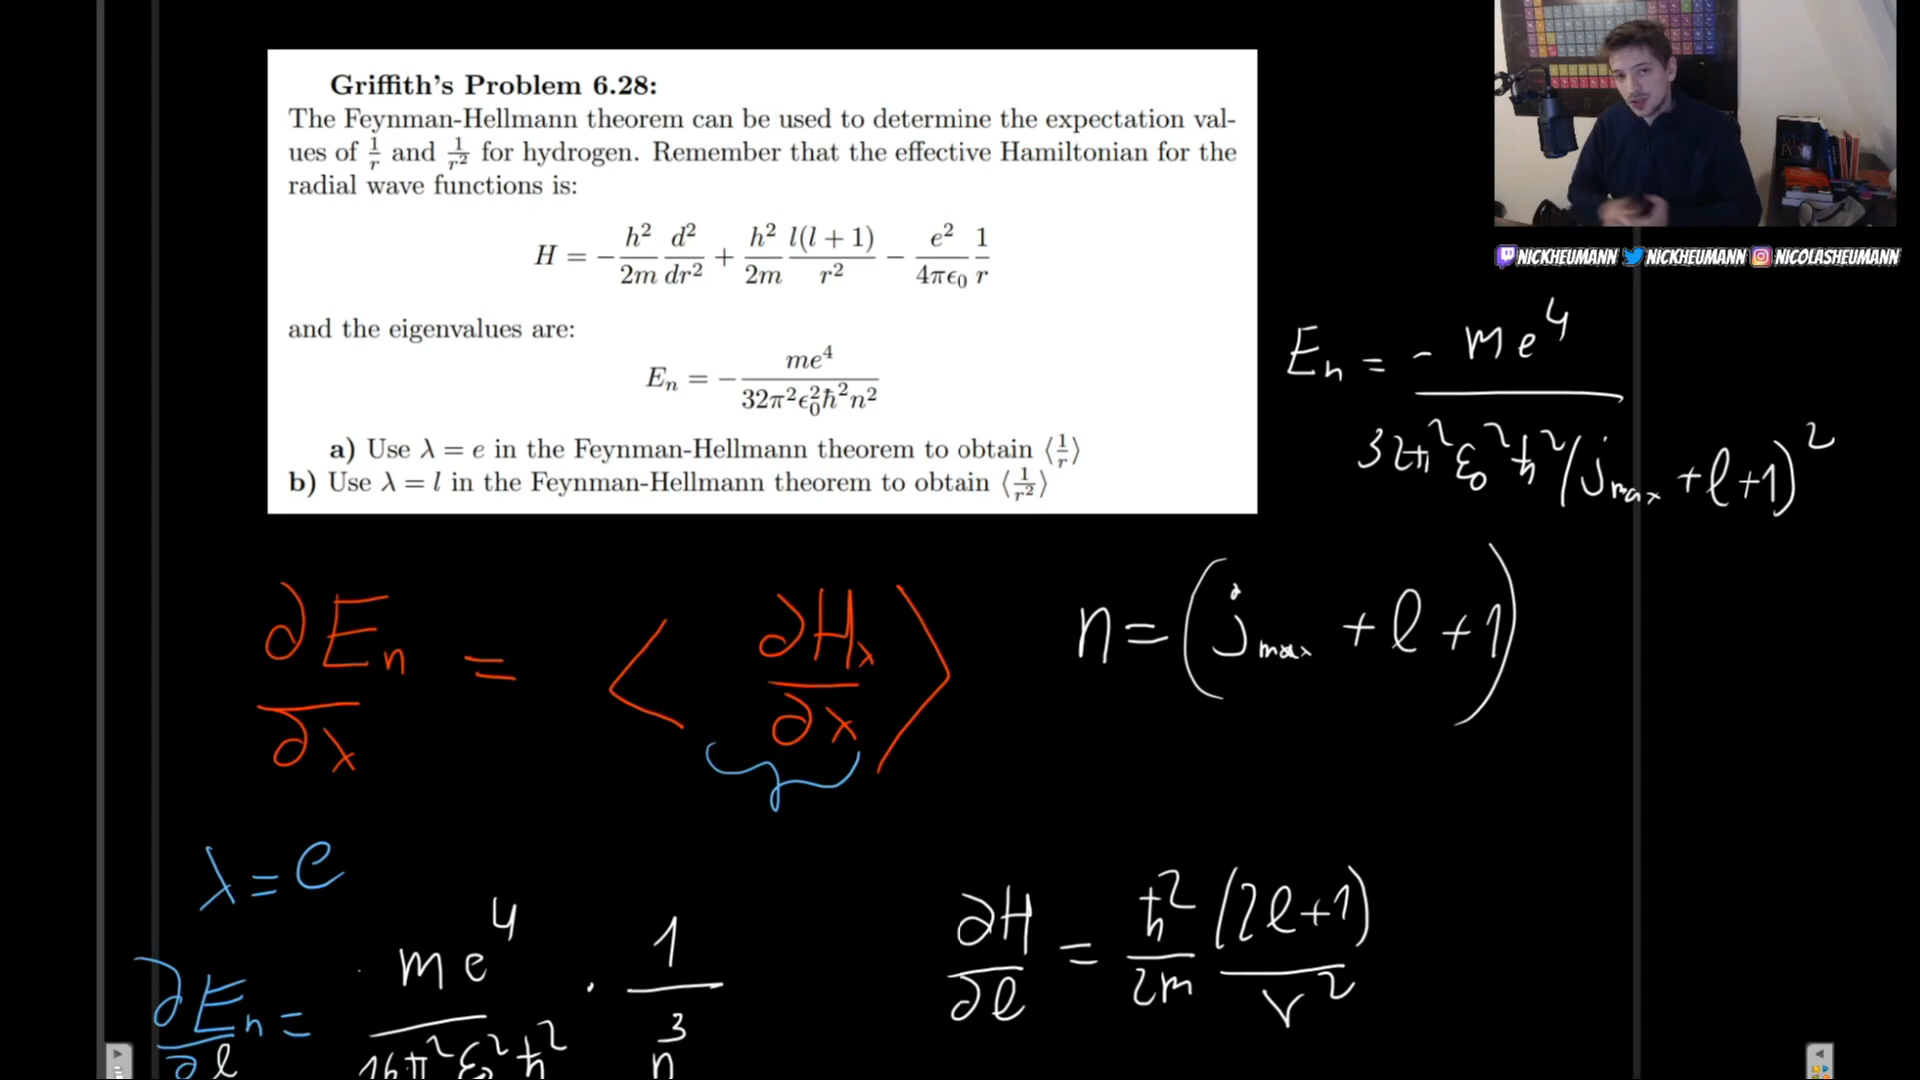 Griffith's Problem 6.28:
The Feynman-Hellmann theorem can be used to determine the expectation val-
ues of 1/r and 1/r² for hydrogen. Remember that the effective Hamiltonian for the
radial wave functions is:
H = −h²/2m d²/dr² + h²/2m l(l + 1)/r² − e²/4πϵ₀ 1/r
and the eigenvalues are:
Eₙ = − me⁴/32π²ϵ₀²ħ²n²
a) Use λ = e in the Feynman-Hellmann theorem to obtain ⟨1/r⟩
b) Use λ = l in the Feynman-Hellmann theorem to obtain ⟨1/r²⟩
NICKHEUMANN NICKHEUMANN NICOLASHEUMANN
Eₙ = − me⁴/32π²ε₀²ħ²(jmax + l + 1)²
∂Eₙ/∂λ = ⟨∂Hλ/∂λ⟩
n = (jmax + l + 1)
λ = e
∂Eₙ/∂l = me⁴/16π²ε₀²ħ² · 1/n³
∂H/∂l = ħ²/2m (2l+1)/r²